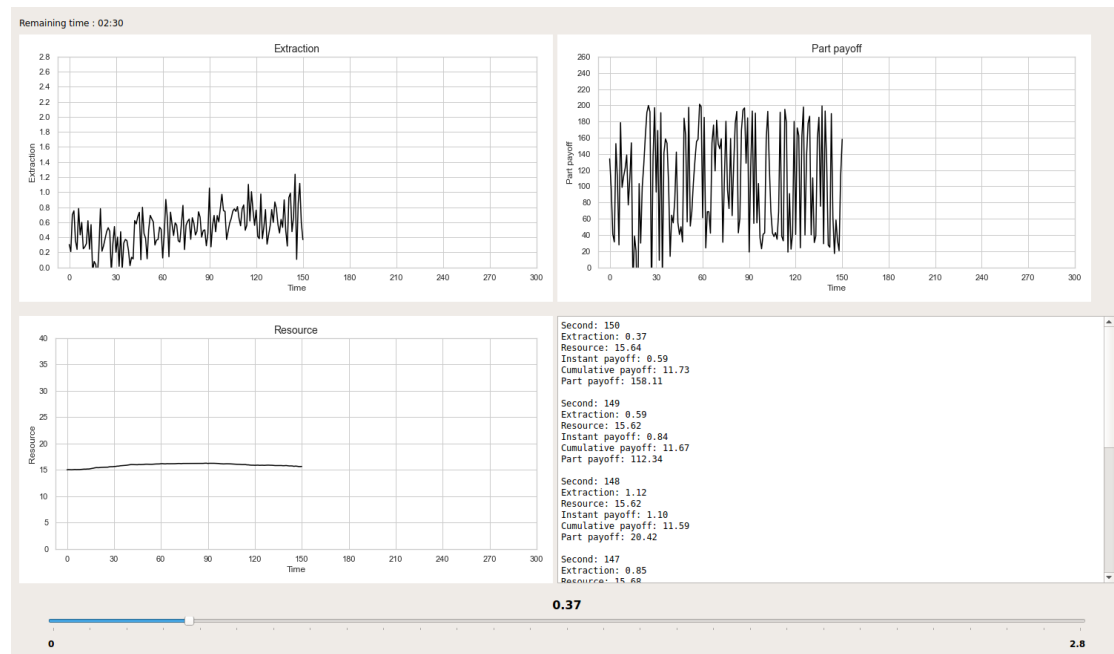 Remaining time : 02:30
Extraction
2.8
2.6
2.4
2.2
2.0
1.8
1.6
1.4
1.2
1.0
0.8
0.6
0.4
0.2
0.0
Extraction
0 30 60 90 120 150 180 210 240 270 300
Time
Part payoff
260
240
220
200
180
160
140
120
100
80
60
40
20
0
Part payoff
0 30 60 90 120 150 180 210 240 270 300
Time
Resource
40
35
30
25
20
15
10
5
0
Resource
0 30 60 90 120 150 180 210 240 270 300
Time
Second: 150
Extraction: 0.37
Resource: 15.64
Instant payoff: 0.59
Cumulative payoff: 11.73
Part payoff: 158.11
Second: 149
Extraction: 0.59
Resource: 15.62
Instant payoff: 0.84
Cumulative payoff: 11.67
Part payoff: 112.34
Second: 148
Extraction: 1.12
Resource: 15.62
Instant payoff: 1.10
Cumulative payoff: 11.59
Part payoff: 20.42
Second: 147
Extraction: 0.85
Resource: 15.68
0.37
0 2.8